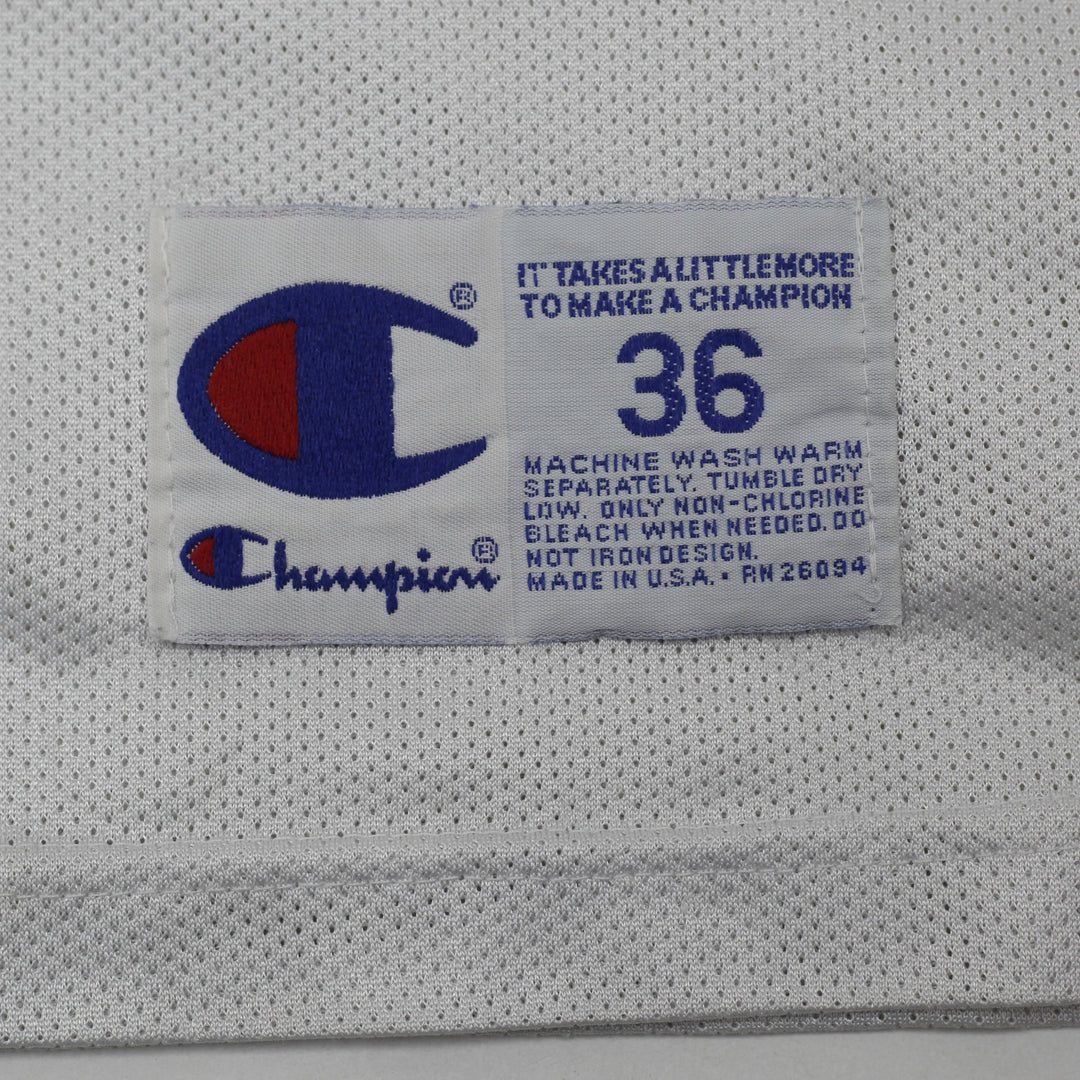 ®
Champion®
IT TAKES A LITTLE MORE
TO MAKE A CHAMPION
36
MACHINE WASH WARM
SEPARATELY. TUMBLE DRY
LOW. ONLY NON-CHLORINE
BLEACH WHEN NEEDED. DO
NOT IRON DESIGN.
MADE IN U.S.A. • RN 26094